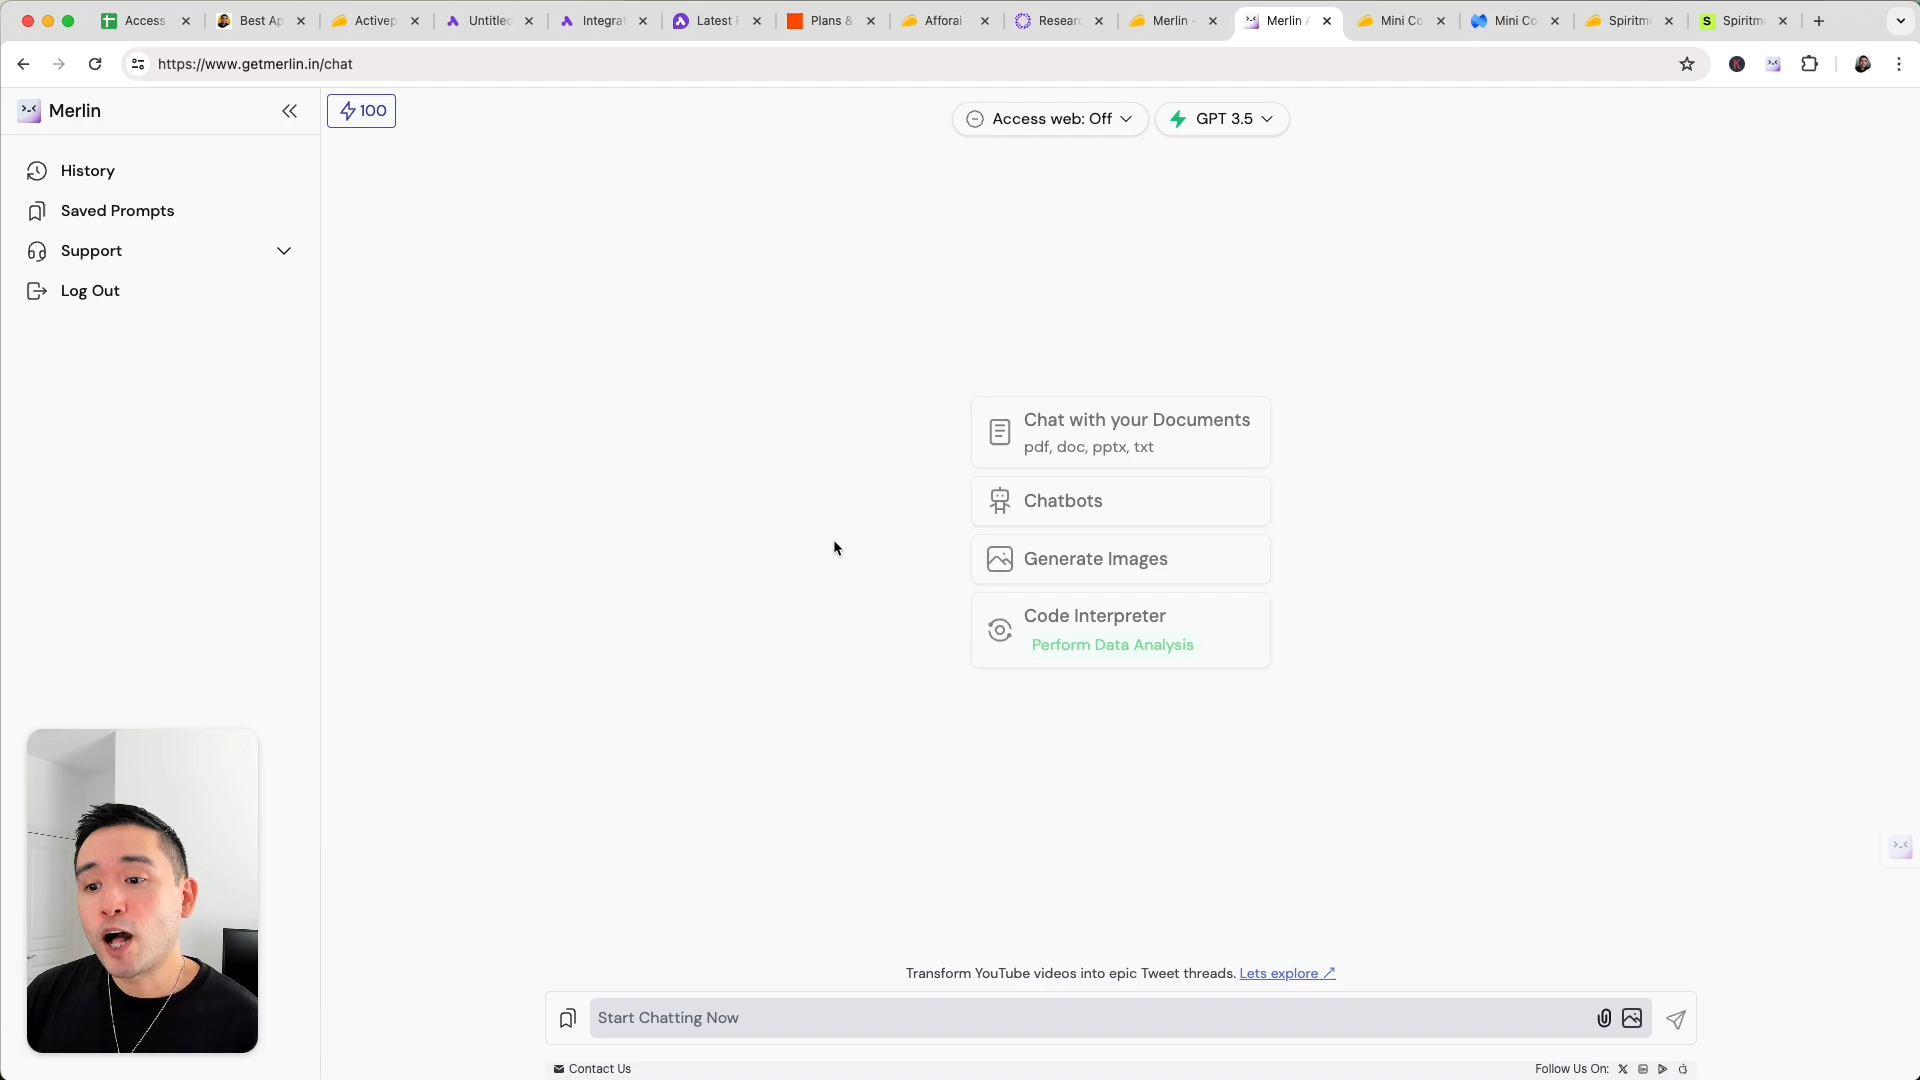 Access
Best Ap
Activep
Untitle
Integrat
Latest F
Plans &
Afforai -
Resear
Merlin -
Merlin A
Mini Co
Mini Co
Spiritm
S
Spiritm
https://www.getmerlin.in/chat
K
Merlin
100
Access web: Off
GPT 3.5
History
Saved Prompts
Support
Log Out
Chat with your Documents
pdf, doc, pptx, txt
Chatbots
Generate Images
Code Interpreter
Perform Data Analysis
Transform YouTube videos into epic Tweet threads. Lets explore
Start Chatting Now
Contact Us
Follow Us On: